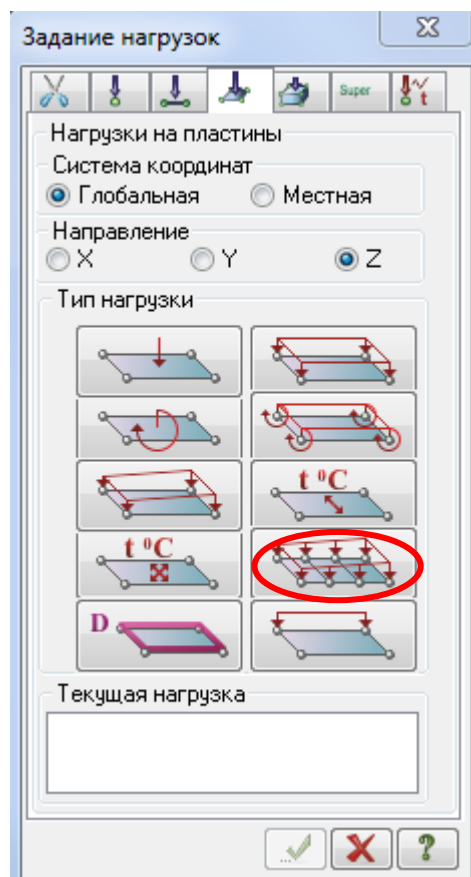 Задание нагрузок
Super
t
Нагрузки на пластины
Система координат
Глобальная Местная
Направление
X Y Z
Тип нагрузки
t ⁰C
t ⁰C
D
Текущая нагрузка
?